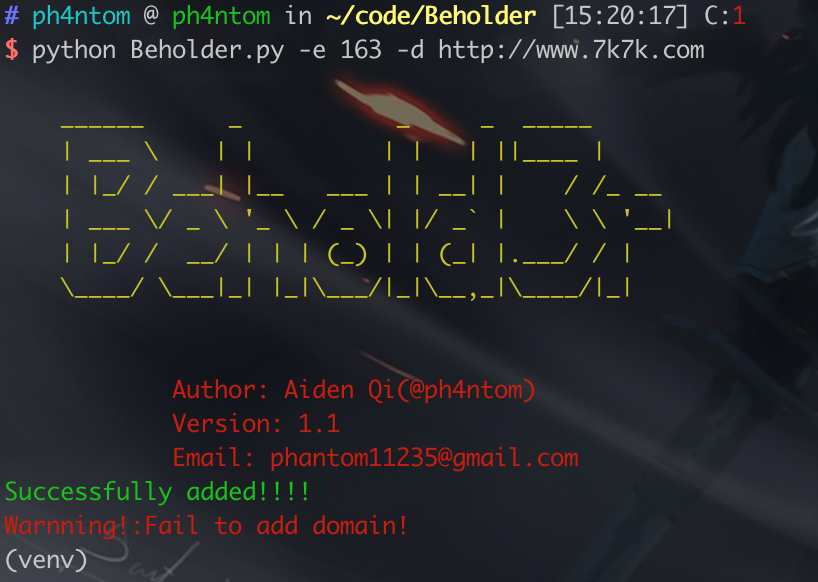 # ph4ntom @ ph4ntom in ~/code/Beholder [15:20:17] C:1
$ python Beholder.py -e 163 -d http://www.7k7k.com
Behold3r
Author: Aiden Qi(@ph4ntom)
Version: 1.1
Email: phantom11235@gmail.com
Successfully added!!!!
Warnning!:Fail to add domain!
(venv)